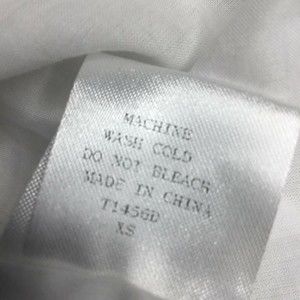 MACHINE
WASH COLD
DO NOT BLEACH
MADE IN CHINA
T1456D
XS